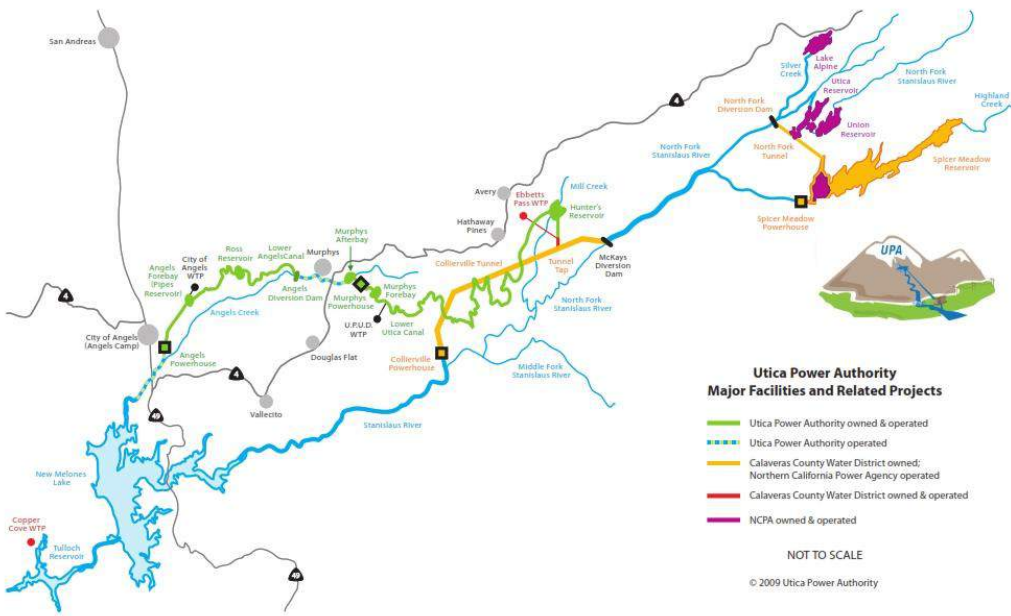 San Andreas
4
Lake
Alpine
Silver
Creek
Utica
Reservoir
North Fork
Stanislaus River
Highland
Creek
North Fork
Diversion Dam
Union
Reservoir
North Fork
Stanislaus River
North Fork
Tunnel
Spicer Meadow
Reservoir
Mill Creek
Avery
Ebbetts
Pass WTP
Hunter's
Reservoir
Hathaway
Pines
Spicer Meadow
Powerhouse
Murphys
Afterbay
Ross
Reservoir
Lower
AngelsCanal
Murphys
City of
Angels
WTP
Angels
Forebay
(Pipes
Reservoir)
Collierville Tunnel
Tunnel
Tap
McKays
Diversion
Dam
UPA
Angels
Diversion Dam
Murphys
Powerhouse
Murphys
Forebay
4
Angels Creek
U.P.U.D.
WTP
Lower
Utica Canal
North Fork
Stanislaus River
City of Angels
(Angels Camp)
Angels
Powerhouse
Douglas Flat
Collierville
Powerhouse
Middle Fork
Stanislaus River
4
Vallecito
49
Stanislaus River
New Melones
Lake
Copper
Cove WTP
Tulloch
Reservoir
49
Utica Power Authority
Major Facilities and Related Projects
Utica Power Authority owned & operated
Utica Power Authority operated
Calaveras County Water District owned;
Northern California Power Agency operated
Calaveras County Water District owned & operated
NCPA owned & operated
NOT TO SCALE
© 2009 Utica Power Authority